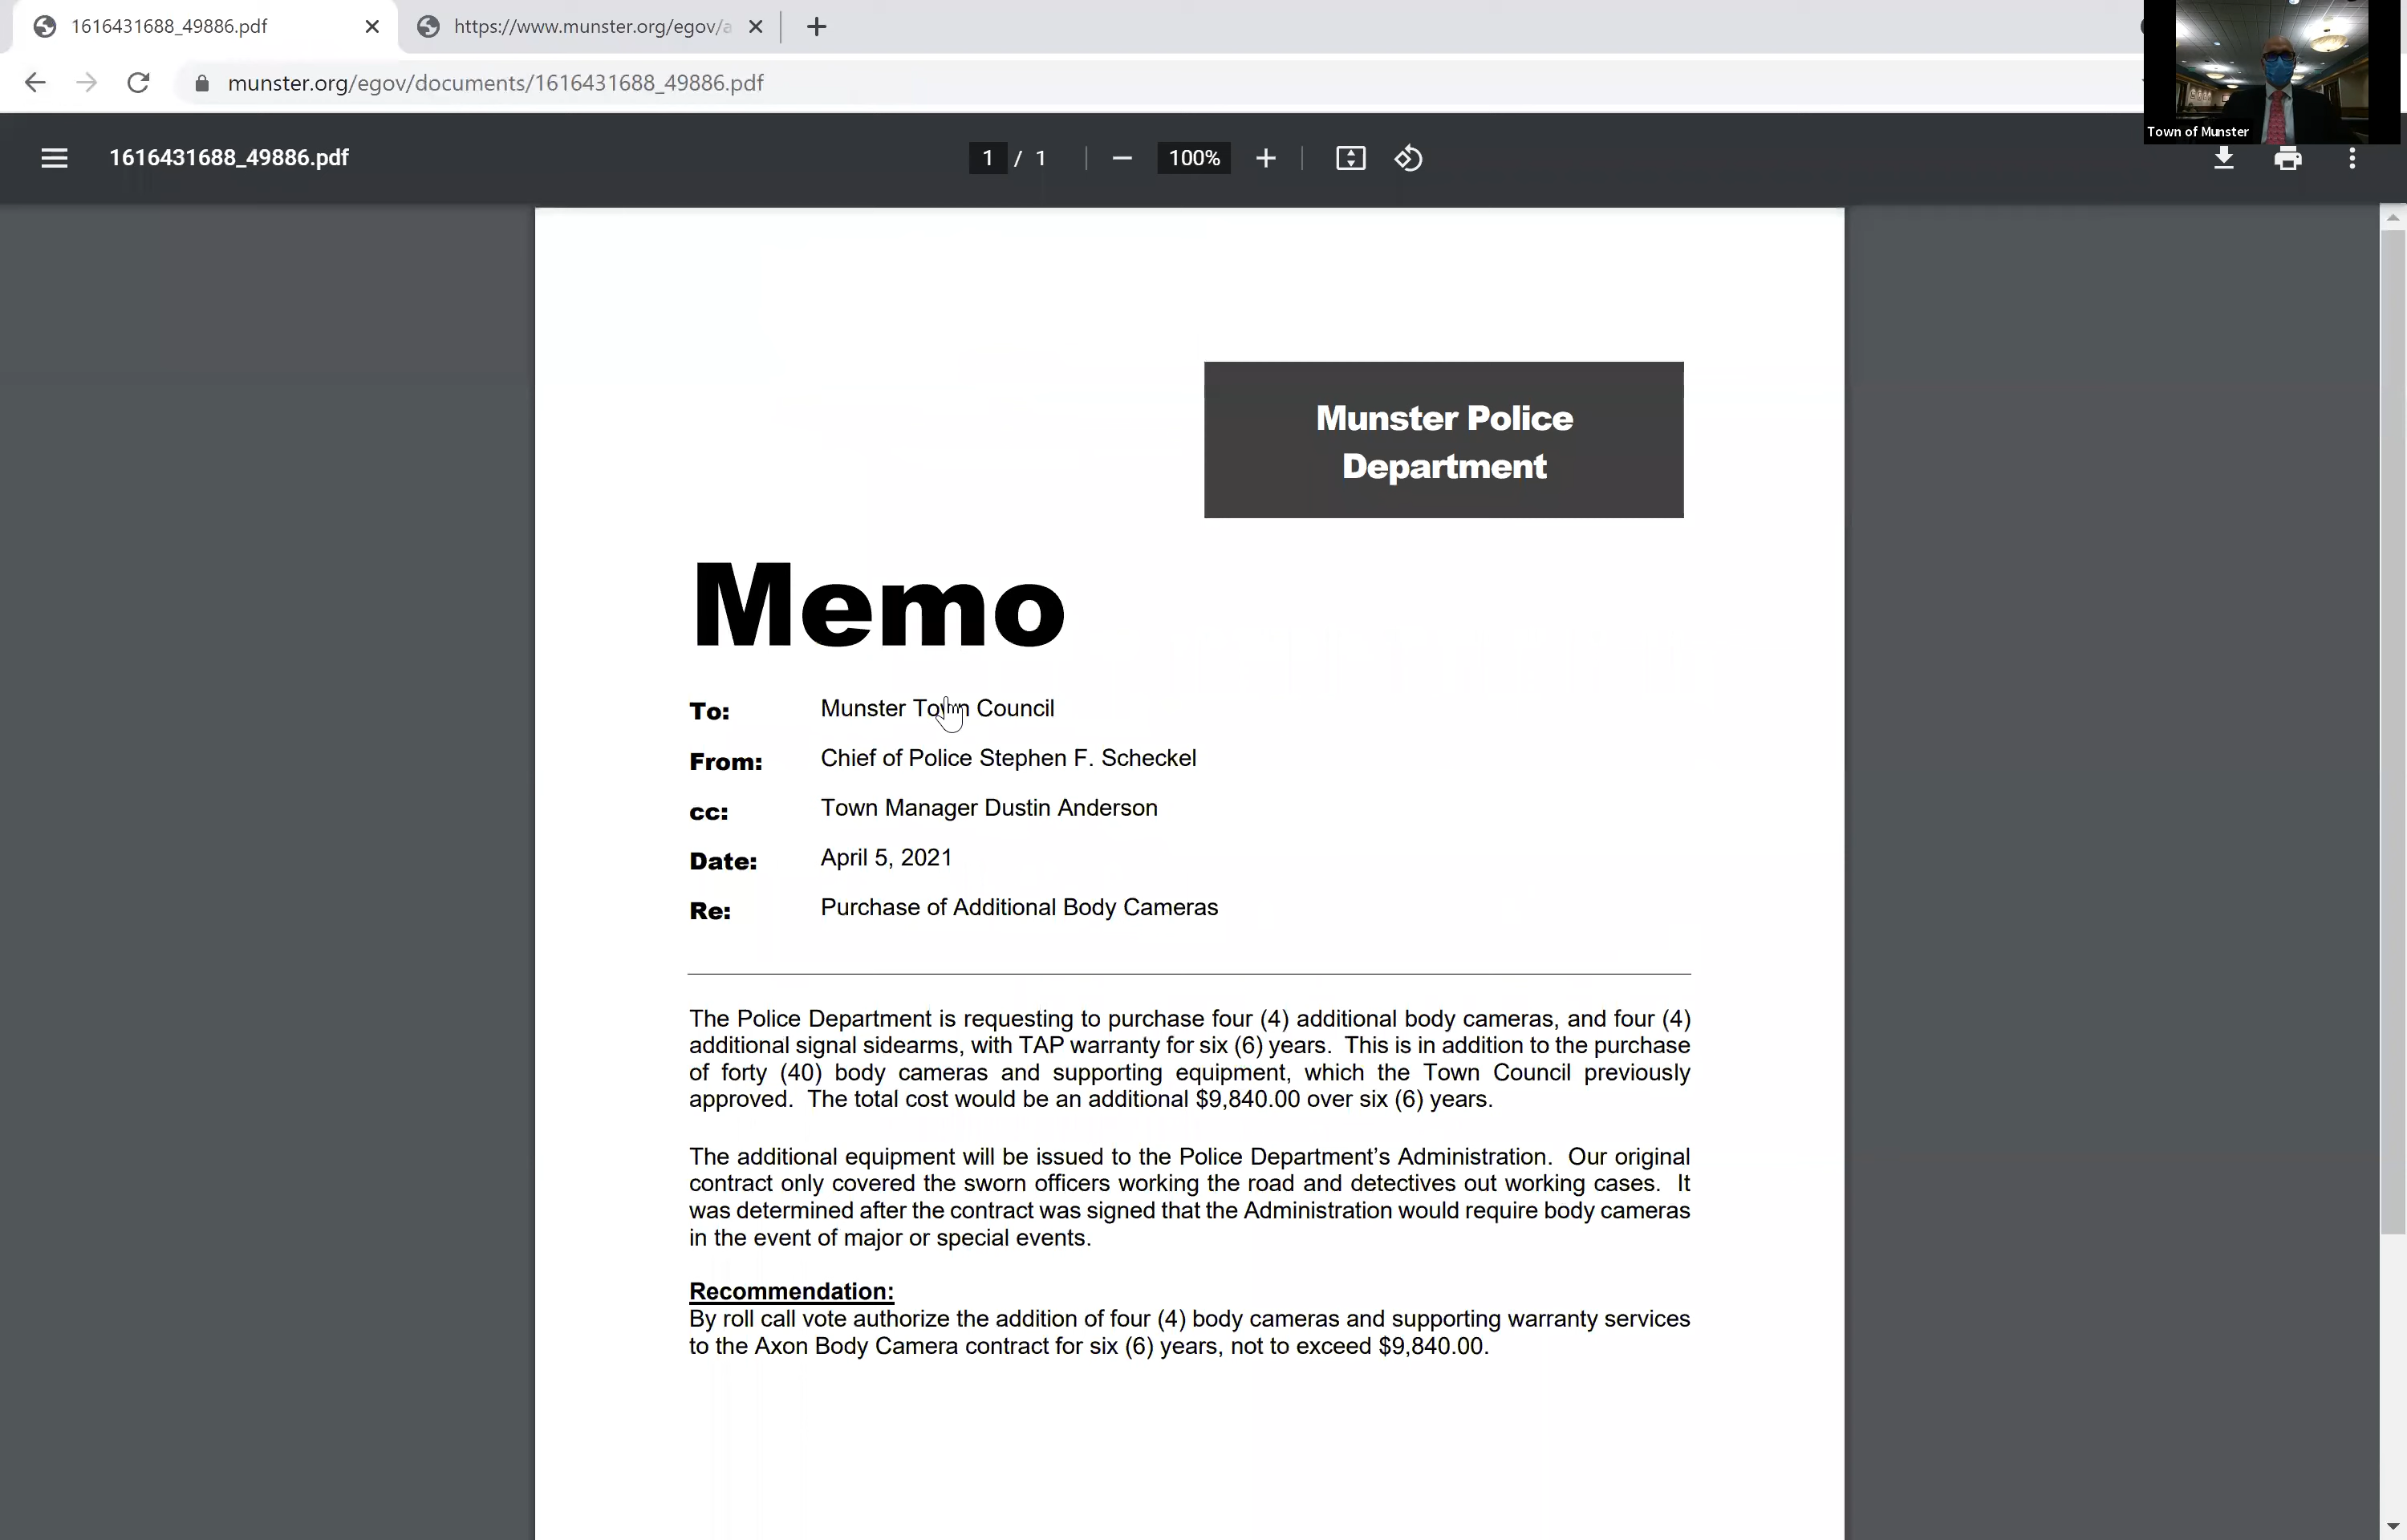 1616431688_49886.pdf
https://www.munster.org/egov/a
munster.org/egov/documents/1616431688_49886.pdf
Town of Munster
1616431688_49886.pdf
1 / 1
100%
Munster Police
Department
Memo
To: Munster Town Council
From: Chief of Police Stephen F. Scheckel
cc: Town Manager Dustin Anderson
Date: April 5, 2021
Re: Purchase of Additional Body Cameras
The Police Department is requesting to purchase four (4) additional body cameras, and four (4)
additional signal sidearms, with TAP warranty for six (6) years. This is in addition to the purchase
of forty (40) body cameras and supporting equipment, which the Town Council previously
approved. The total cost would be an additional $9,840.00 over six (6) years.
The additional equipment will be issued to the Police Department’s Administration. Our original
contract only covered the sworn officers working the road and detectives out working cases. It
was determined after the contract was signed that the Administration would require body cameras
in the event of major or special events.
Recommendation:
By roll call vote authorize the addition of four (4) body cameras and supporting warranty services
to the Axon Body Camera contract for six (6) years, not to exceed $9,840.00.